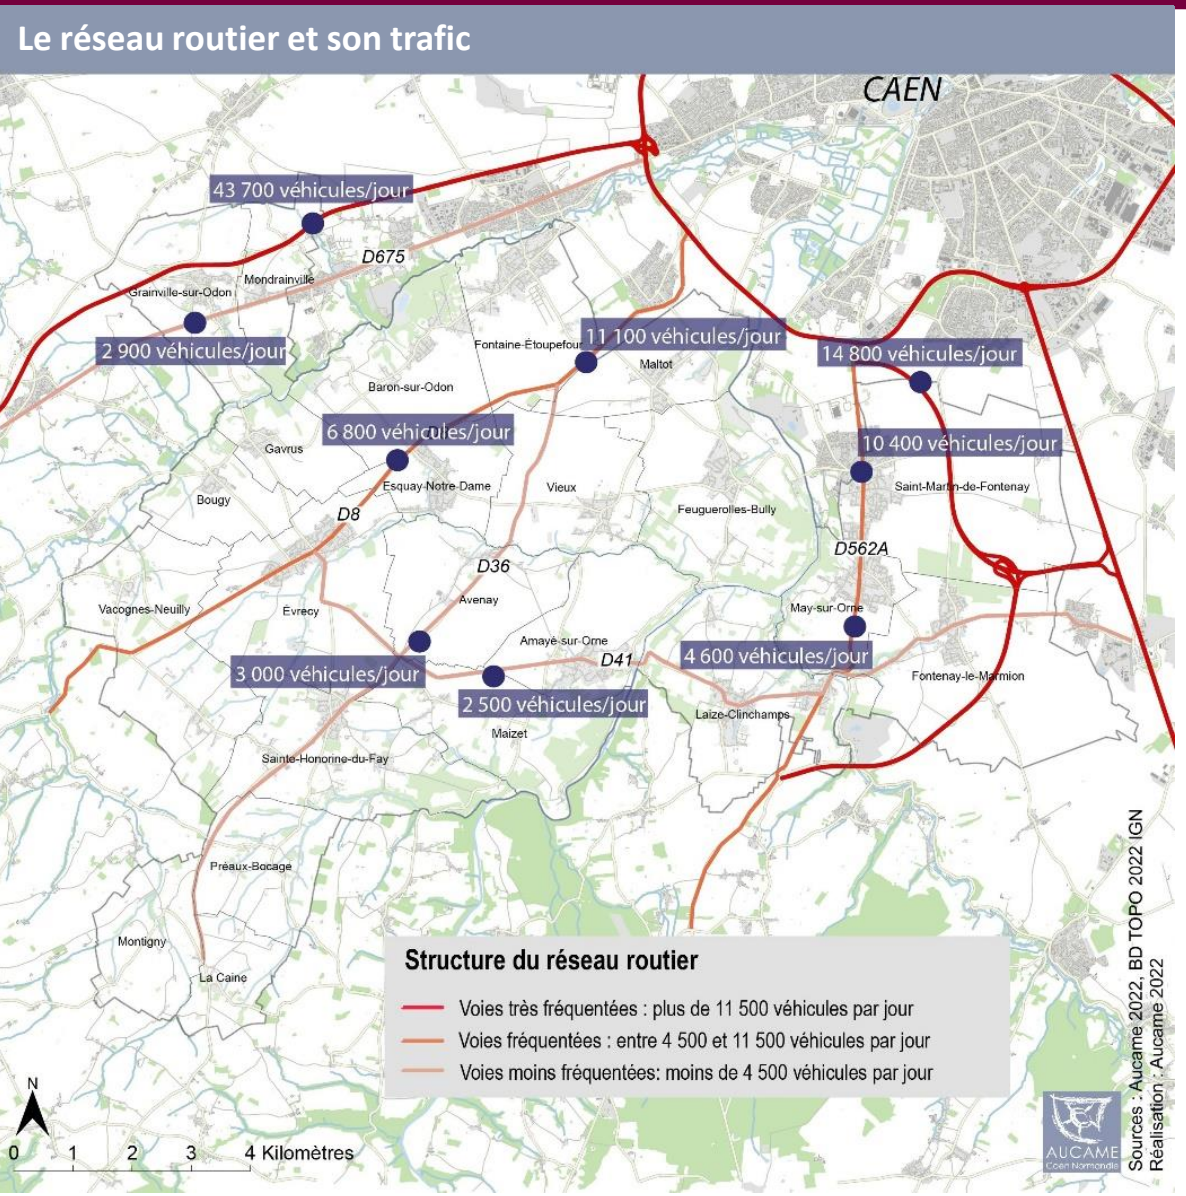 Le réseau routier et son trafic
CAEN
43 700 véhicules/jour
D675
Mondrainville
Grainville-sur-Odon
2 900 véhicules/jour
11 100 véhicules/jour
Fontaine-Étoupefour
Maltot
14 800 véhicules/jour
Baron-sur-Odon
6 800 véhicules/jour
10 400 véhicules/jour
Gavrus
Esquay-Notre-Dame
Vieux
Saint-Martin-de-Fontenay
Bougy
D8
Feuguerolles-Bully
D562A
D36
Avenay
Vacognes-Neuilly
Évrecy
May-sur-Orne
Amayé-sur-Orne
D41
4 600 véhicules/jour
3 000 véhicules/jour
Fontenay-le-Marmion
2 500 véhicules/jour
Laize-Clinchamps
Maizet
Sainte-Honorine-du-Fay
Préaux-Bocage
Montigny
La Caine
Structure du réseau routier
Voies très fréquentées : plus de 11 500 véhicules par jour
Voies fréquentées : entre 4 500 et 11 500 véhicules par jour
Voies moins fréquentées: moins de 4 500 véhicules par jour
N
0 1 2 3 4 Kilomètres
AUCAME
Caen Normandie
Sources : Aucame 2022, BD TOPO 2022 IGN
Réalisation : Aucame 2022